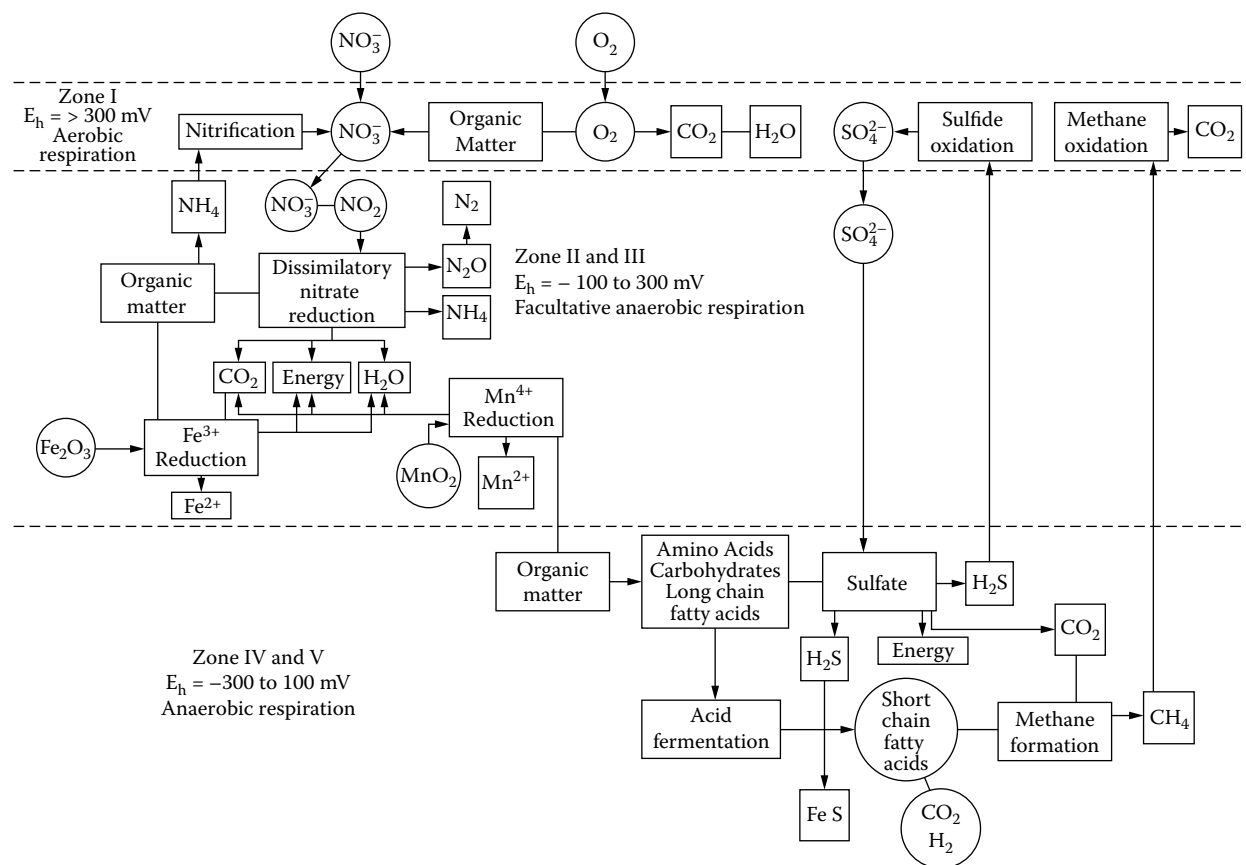 NO₃⁻
O₂
Zone I
Eₕ = > 300 mV
Aerobic
respiration
Nitrification
NO₃⁻
Organic
Matter
O₂
CO₂
H₂O
SO₄²⁻
Sulfide
oxidation
Methane
oxidation
CO₂
NH₄
NO₃⁻
NO₂
N₂
SO₄²⁻
Organic
matter
Dissimilatory
nitrate
reduction
N₂O
NH₄
Zone II and III
Eₕ = – 100 to 300 mV
Facultative anaerobic respiration
CO₂
Energy
H₂O
Mn⁴⁺
Reduction
Fe₂O₃
Fe³⁺
Reduction
MnO₂
Mn²⁺
Fe²⁺
Organic
matter
Amino Acids
Carbohydrates
Long chain
fatty acids
Sulfate
H₂S
H₂S
Energy
CO₂
Zone IV and V
Eₕ = –300 to 100 mV
Anaerobic respiration
Acid
fermentation
Short
chain
fatty
acids
Methane
formation
CH₄
Fe S
CO₂
H₂